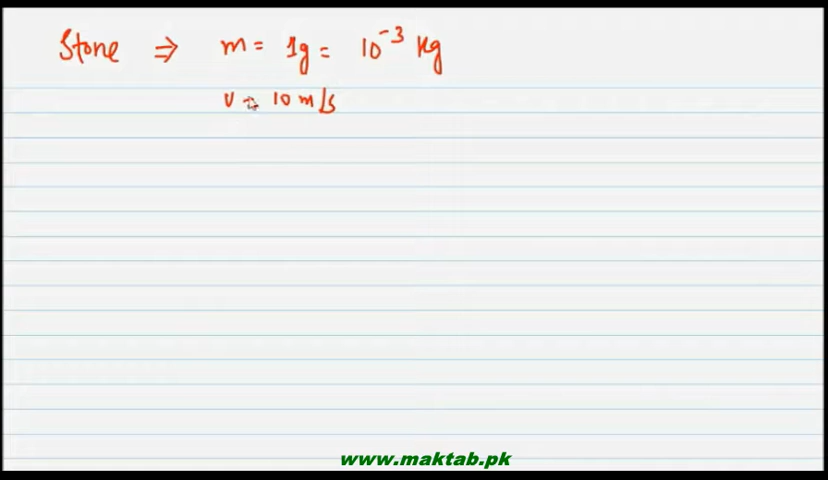 Stone ⇒ m = 1g = 10⁻³ Kg
v = 10 m/s
www.maktab.pk